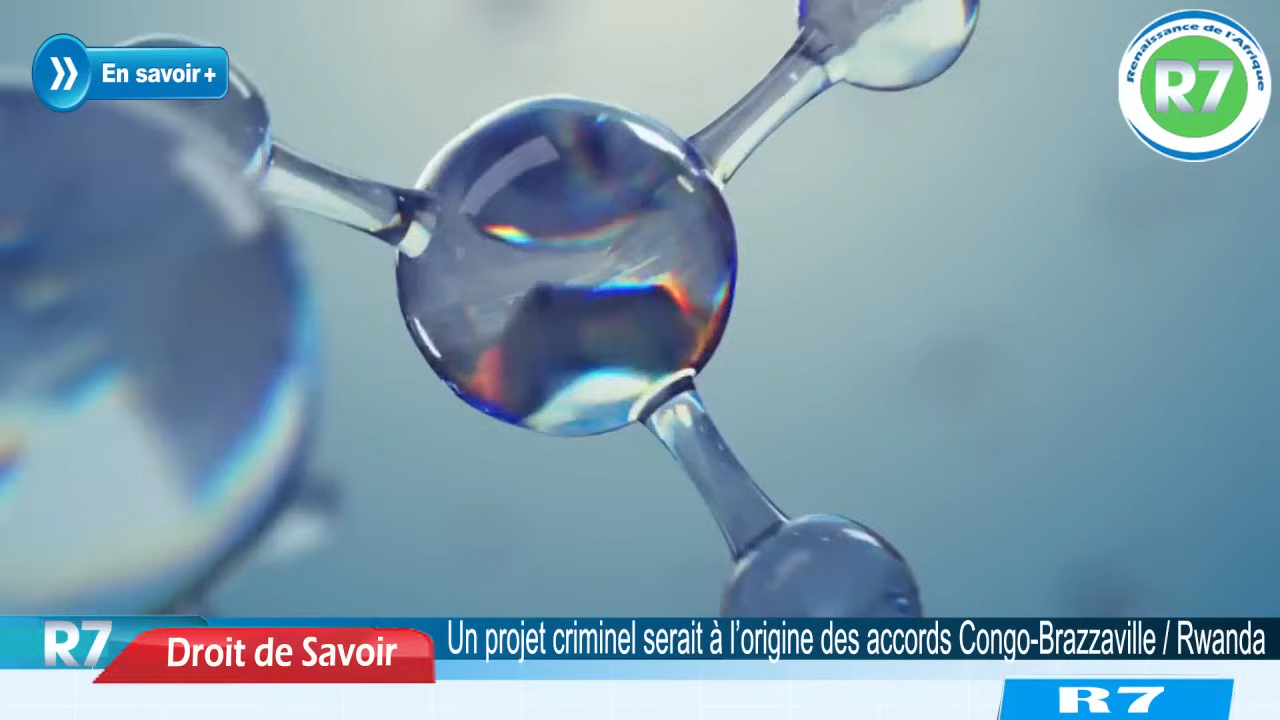 En savoir+
Renaissance de l'Afrique
R7
R7
Droit de Savoir
Un projet criminel serait à l'origine des accords Congo-Brazzaville / Rwanda
R7